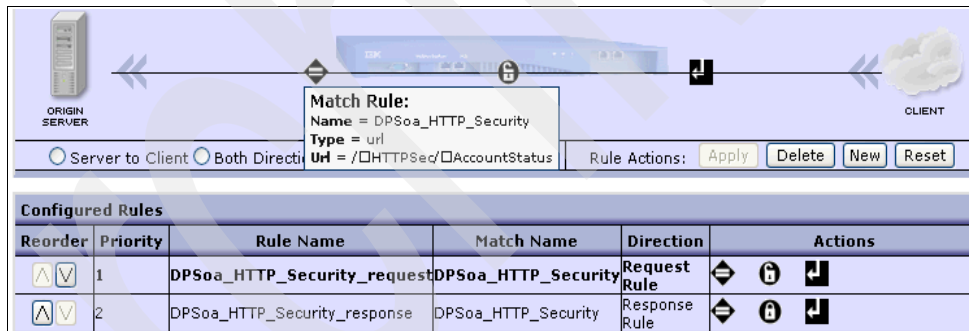 ORIGIN
SERVER
CLIENT
Match Rule:
Name = DPSoa_HTTP_Security
Type = url
Url = /□HTTPSec/□AccountStatus
Server to Client Both Directi
Rule Actions: Apply Delete New Reset
Configured Rules
Reorder Priority Rule Name Match Name Direction Actions
1 DPSoa_HTTP_Security_request DPSoa_HTTP_Security Request Rule
2 DPSoa_HTTP_Security_response DPSoa_HTTP_Security Response Rule